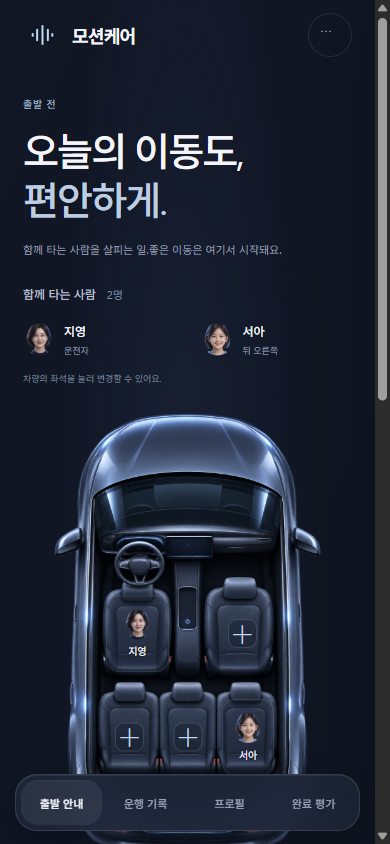 모션케어
...
출발 전
오늘의 이동도,
편안하게.
함께 타는 사람을 살피는 일.좋은 이동은 여기서 시작돼요.
함께 타는 사람 2명
지영
운전자
서아
뒤 오른쪽
차량의 좌석을 눌러 변경할 수 있어요.
지영
서아
출발 안내 운행 기록 프로필 완료 평가